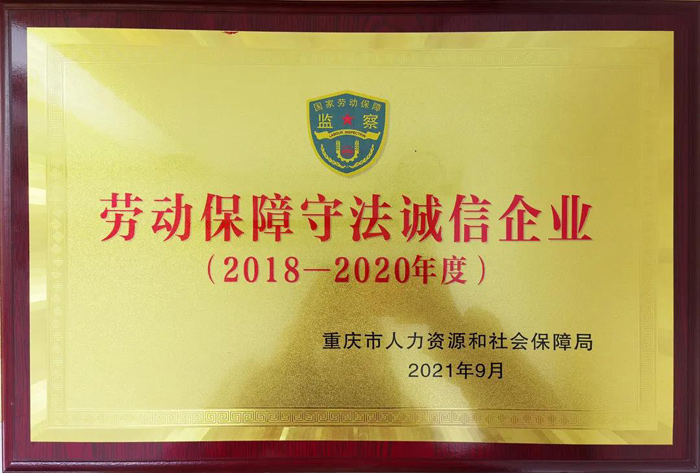 国家劳动保障
监察
LABOUR INSPECTION
劳动保障守法诚信企业
（2018—2020年度）
重庆市人力资源和社会保障局
2021年9月